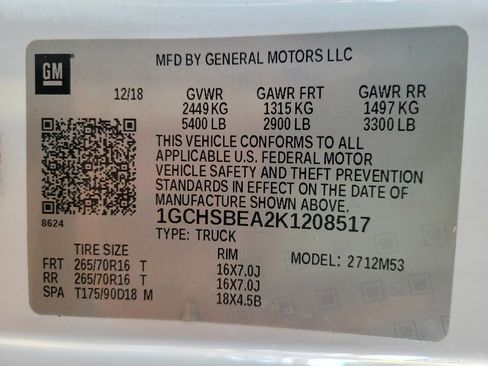 GM
MFD BY GENERAL MOTORS LLC
12/18 GVWR GAWR FRT GAWR RR
2449 KG 1315 KG 1497 KG
5400 LB 2900 LB 3300 LB
THIS VEHICLE CONFORMS TO ALL
APPLICABLE U.S. FEDERAL MOTOR
VEHICLE SAFETY AND THEFT PREVENTION
STANDARDS IN EFFECT ON THE DATE OF
MANUFACTURE SHOWN ABOVE.
8624
1GCHSBEA2K1208517
TYPE: TRUCK
TIRE SIZE RIM MODEL: 2712M53
FRT 265/70R16 T 16X7.0J
RR 265/70R16 T 16X7.0J
SPA T175/90D18 M 18X4.5B